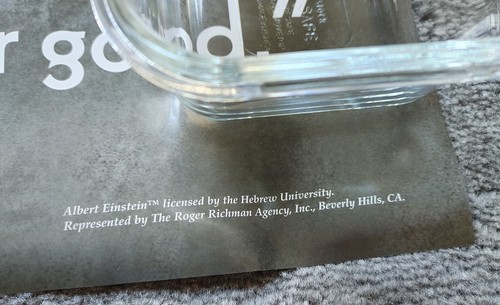 r good.
Albert Einstein™ licensed by the Hebrew University.
Represented by The Roger Richman Agency, Inc., Beverly Hills, CA.